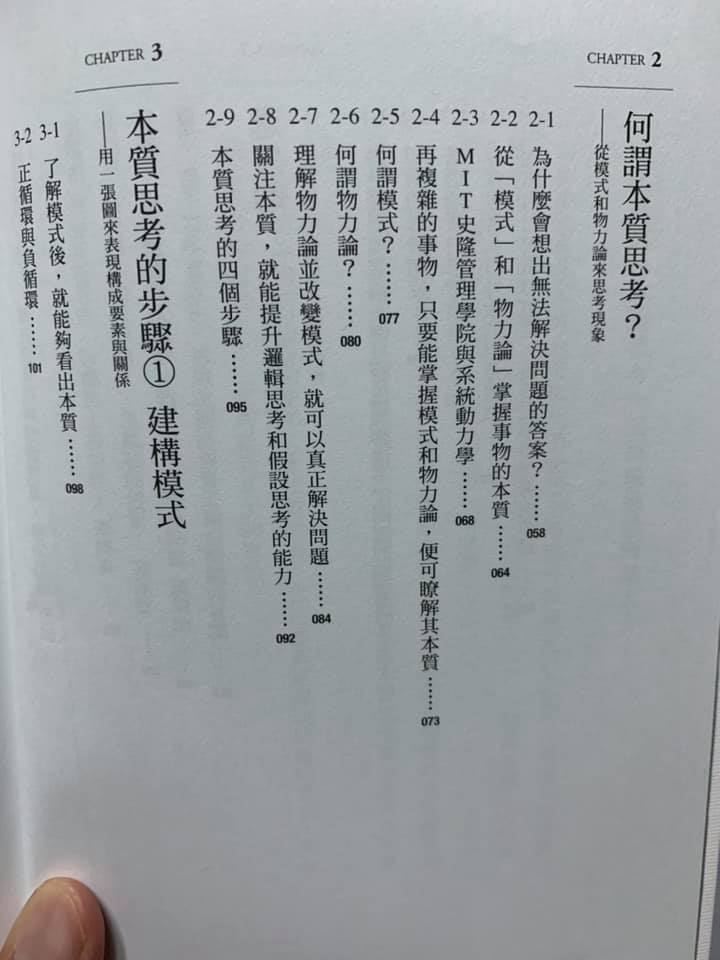 CHAPTER 2
何謂本質思考?
——從模式和物力論來思考現象
2-1 為什麼會想出無法解決問題的答案?……058
2-2 從「模式」和「物力論」掌握事物的本質……064
2-3 MIT史隆管理學院與系統動力學……068
2-4 再複雜的事物,只要能掌握模式和物力論,便可瞭解其本質……073
2-5 何謂模式?……077
2-6 何謂物力論?……080
2-7 理解物力論並改變模式,就可以真正解決問題……084
2-8 關注本質,就能提升邏輯思考和假設思考的能力……092
2-9 本質思考的四個步驟……095
CHAPTER 3
本質思考的步驟① 建構模式
——用一張圖來表現構成要素與關係
3-1 了解模式後,就能夠看出本質……098
3-2 正循環與負循環……101